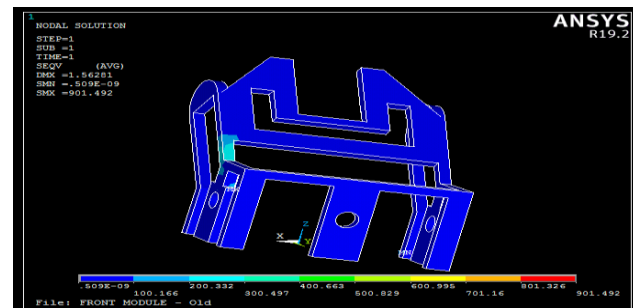 1
NODAL SOLUTION
STEP=1
SUB =1
TIME=1
SEQV (AVG)
DMX =1.56281
SMN =.509E-09
SMX =901.492
ANSYS
R19.2
MX
Z
X
Y
MN
.509E-09 200.332 400.663 600.995 801.326
100.166 300.497 500.829 701.16 901.492
File: FRONT MODULE - Old